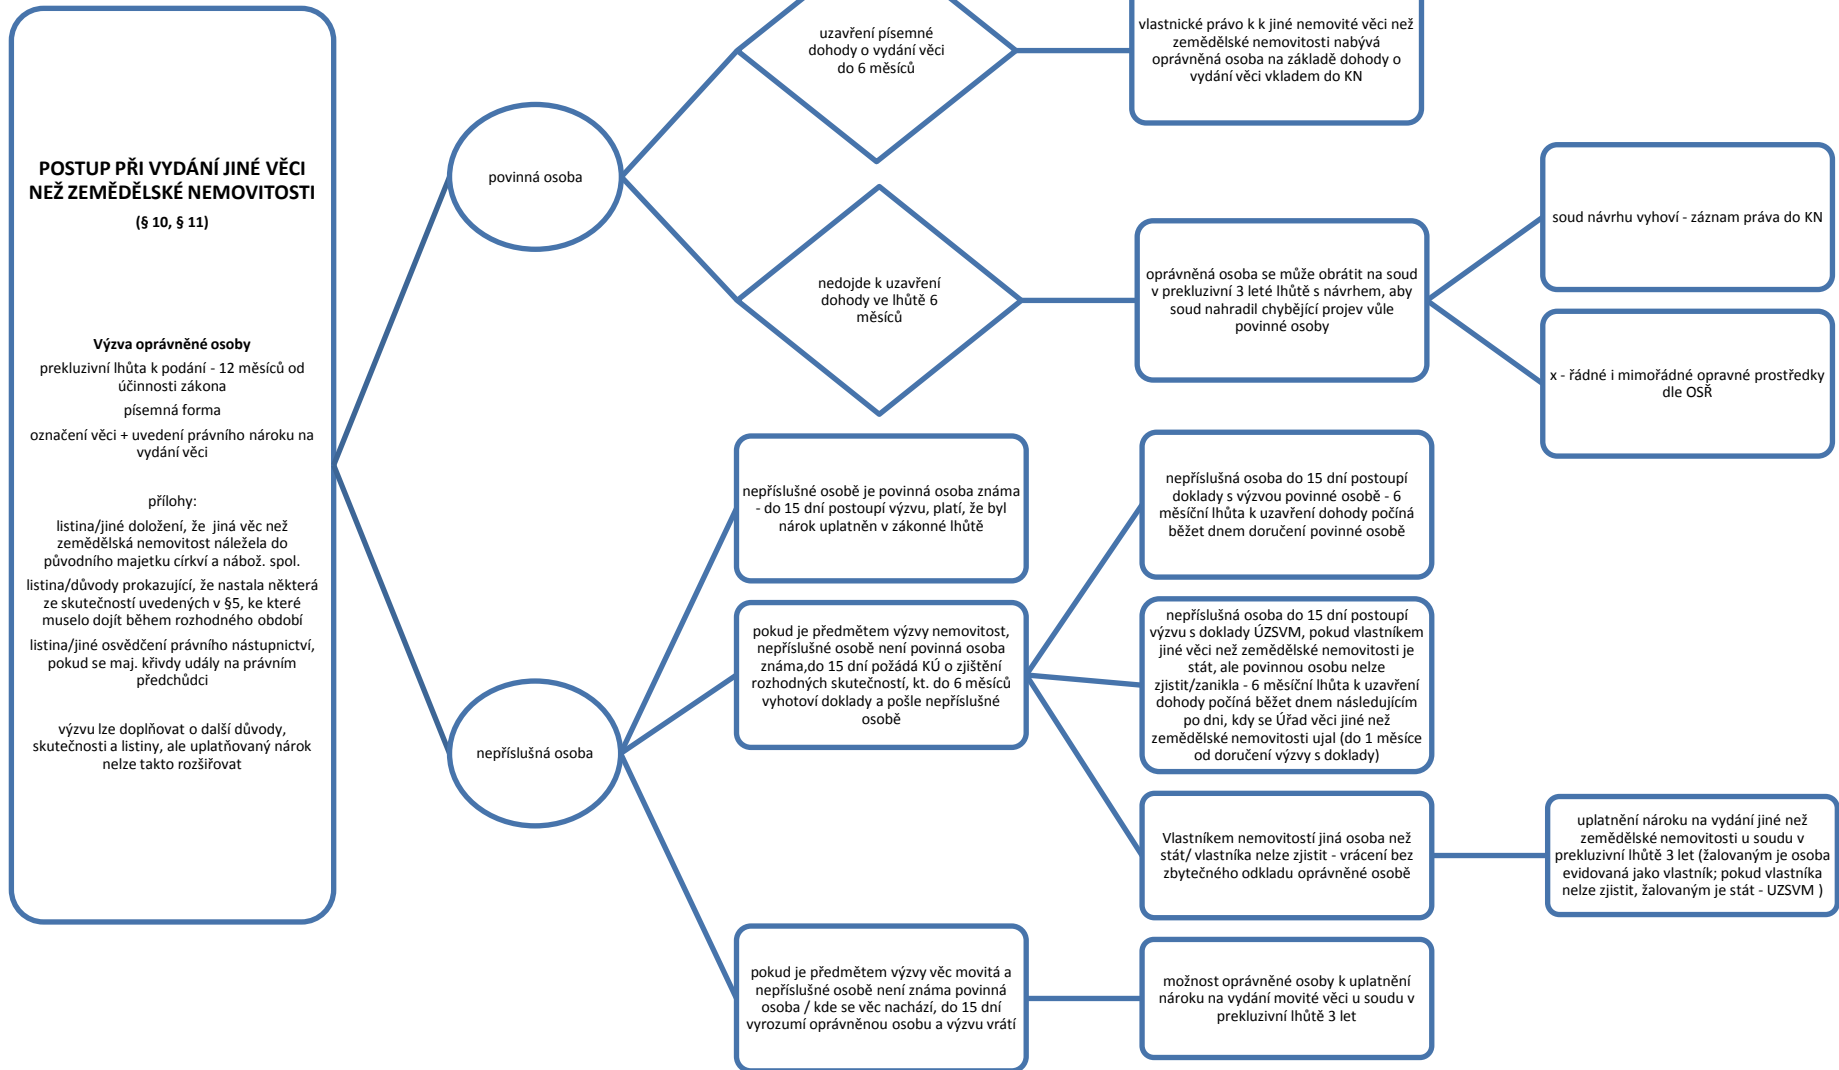 POSTUP PŘI VYDÁNÍ JINÉ VĚCI
NEŽ ZEMĚDĚLSKÉ NEMOVITOSTI
(§ 10, § 11)
Výzva oprávněné osoby
prekluzivní lhůta k podání - 12 měsíců od
účinnosti zákona
písemná forma
označení věci + uvedení právního nároku na
vydání věci
přílohy:
listina/jiné doložení, že jiná věc než
zemědělská nemovitost náležela do
původního majetku církví a nábož. spol.
listina/důvody prokazující, že nastala některá
ze skutečností uvedených v §5, ke které
muselo dojít během rozhodného období
listina/jiné osvědčení právního nástupnictví,
pokud se maj. křivdy udály na právním
předchůdci
výzvu lze doplňovat o další důvody,
skutečnosti a listiny, ale uplatňovaný nárok
nelze takto rozšiřovat
povinná osoba
uzavření písemné
dohody o vydání věci
do 6 měsíců
vlastnické právo k k jiné nemovité věci než
zemědělské nemovitosti nabývá
oprávněná osoba na základě dohody o
vydání věci vkladem do KN
nedojde k uzavření
dohody ve lhůtě 6
měsíců
oprávněná osoba se může obrátit na soud
v prekluzivní 3 leté lhůtě s návrhem, aby
soud nahradil chybějící projev vůle
povinné osoby
soud návrhu vyhoví - záznam práva do KN
x - řádné i mimořádné opravné prostředky
dle OSŘ
nepříslušná osoba
nepříslušné osobě je povinná osoba známa
- do 15 dní postoupí výzvu, platí, že byl
nárok uplatněn v zákonné lhůtě
pokud je předmětem výzvy nemovitost,
nepříslušné osobě není povinná osoba
známa,do 15 dní požádá KÚ o zjištění
rozhodných skutečností, kt. do 6 měsíců
vyhotoví doklady a pošle nepříslušné
osobě
nepříslušná osoba do 15 dní postoupí
doklady s výzvou povinné osobě - 6
měsíční lhůta k uzavření dohody počíná
běžet dnem doručení povinné osobě
nepříslušná osoba do 15 dní postoupí
výzvu s doklady ÚZSVM, pokud vlastníkem
jiné věci než zemědělské nemovitosti je
stát, ale povinnou osobu nelze
zjistit/zanikla - 6 měsíční lhůta k uzavření
dohody počíná běžet dnem následujícím
po dni, kdy se Úřad věci jiné než
zemědělské nemovitosti ujal (do 1 měsíce
od doručení výzvy s doklady)
Vlastníkem nemovitostí jiná osoba než
stát/ vlastníka nelze zjistit - vrácení bez
zbytečného odkladu oprávněné osobě
uplatnění nároku na vydání jiné než
zemědělské nemovitosti u soudu v
prekluzivní lhůtě 3 let (žalovaným je osoba
evidovaná jako vlastník; pokud vlastníka
nelze zjistit, žalovaným je stát - UZSVM )
pokud je předmětem výzvy věc movitá a
nepříslušné osobě není známa povinná
osoba / kde se věc nachází, do 15 dní
vyrozumí oprávněnou osobu a výzvu vrátí
možnost oprávněné osoby k uplatnění
nároku na vydání movité věci u soudu v
prekluzivní lhůtě 3 let